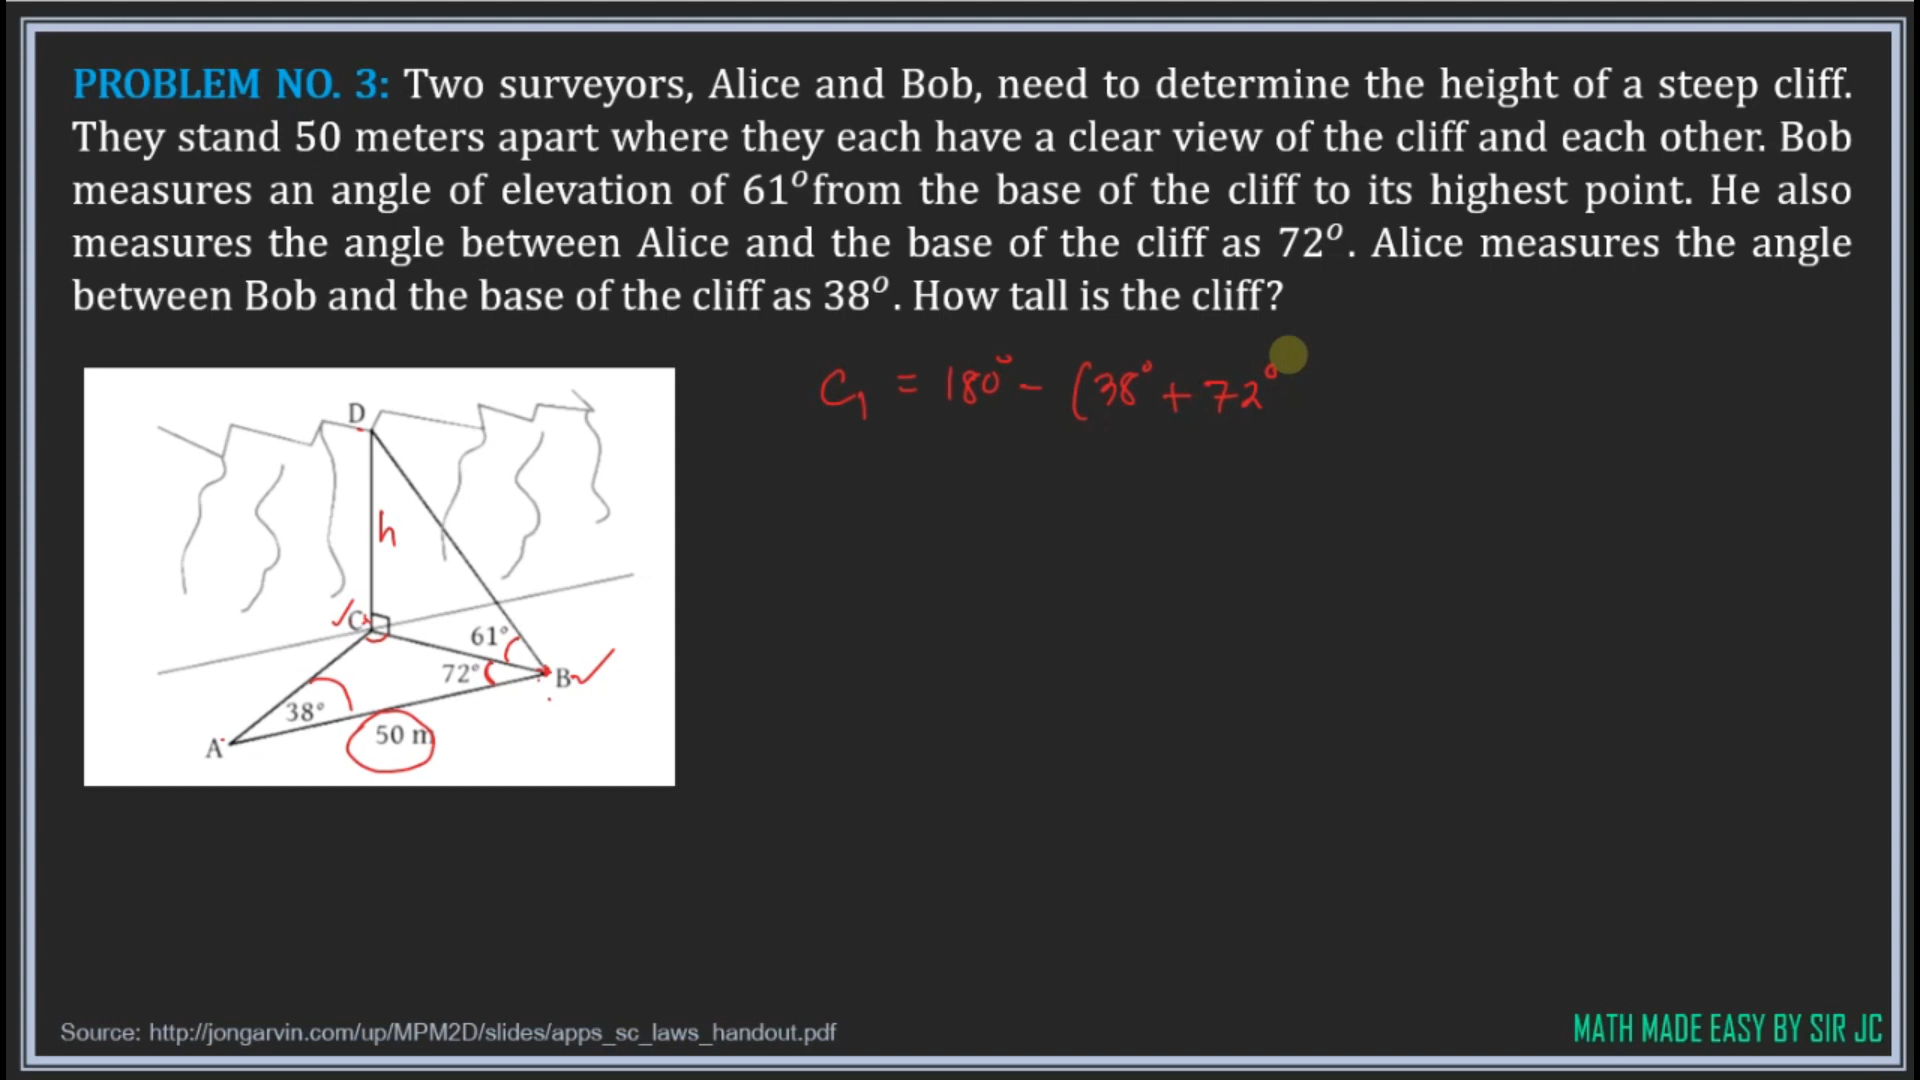 PROBLEM NO. 3: Two surveyors, Alice and Bob, need to determine the height of a steep cliff.
They stand 50 meters apart where they each have a clear view of the cliff and each other. Bob
measures an angle of elevation of 61° from the base of the cliff to its highest point. He also
measures the angle between Alice and the base of the cliff as 72°. Alice measures the angle
between Bob and the base of the cliff as 38°. How tall is the cliff?
C₁ = 180° - (38° + 72°
D
h
C₁
61°
72°
B
38°
A
50 m
Source: http://jongarvin.com/up/MPM2D/slides/apps_sc_laws_handout.pdf
MATH MADE EASY BY SIR JC